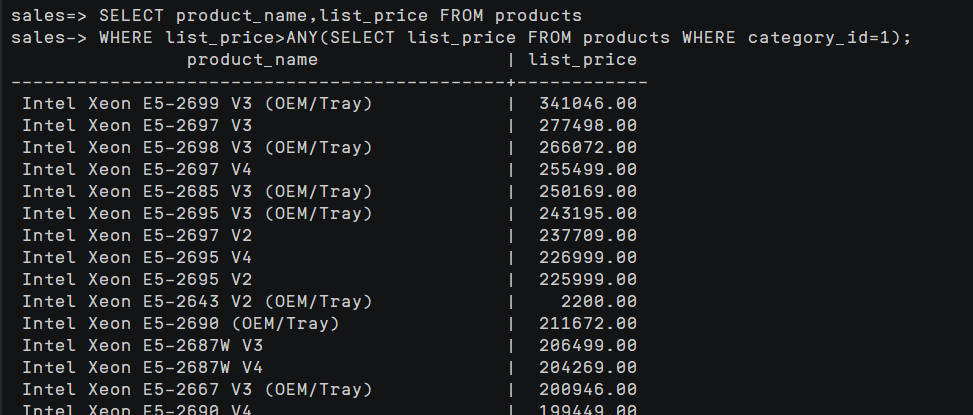 sales=> SELECT product_name,list_price FROM products
sales-> WHERE list_price>ANY(SELECT list_price FROM products WHERE category_id=1);
                product_name                 | list_price
---------------------------------------------+------------
 Intel Xeon E5-2699 V3 (OEM/Tray)            |  341046.00
 Intel Xeon E5-2697 V3                       |  277498.00
 Intel Xeon E5-2698 V3 (OEM/Tray)            |  266072.00
 Intel Xeon E5-2697 V4                       |  255499.00
 Intel Xeon E5-2685 V3 (OEM/Tray)            |  250169.00
 Intel Xeon E5-2695 V3 (OEM/Tray)            |  243195.00
 Intel Xeon E5-2697 V2                       |  237709.00
 Intel Xeon E5-2695 V4                       |  226999.00
 Intel Xeon E5-2695 V2                       |  225999.00
 Intel Xeon E5-2643 V2 (OEM/Tray)            |    2200.00
 Intel Xeon E5-2690 (OEM/Tray)               |  211672.00
 Intel Xeon E5-2687W V3                      |  206499.00
 Intel Xeon E5-2687W V4                      |  204269.00
 Intel Xeon E5-2667 V3 (OEM/Tray)            |  200946.00
 Intel Xeon E5-2690 V4                       |  199449.00